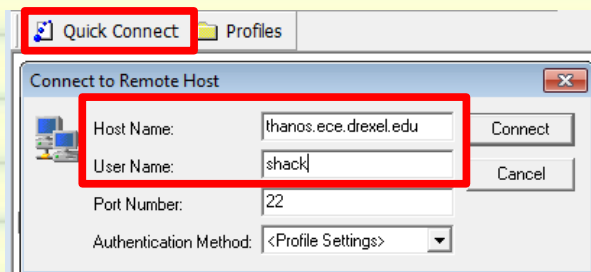 Quick Connect Profiles
Connect to Remote Host
Host Name: thanos.ece.drexel.edu Connect
User Name: shack Cancel
Port Number: 22
Authentication Method: <Profile Settings>